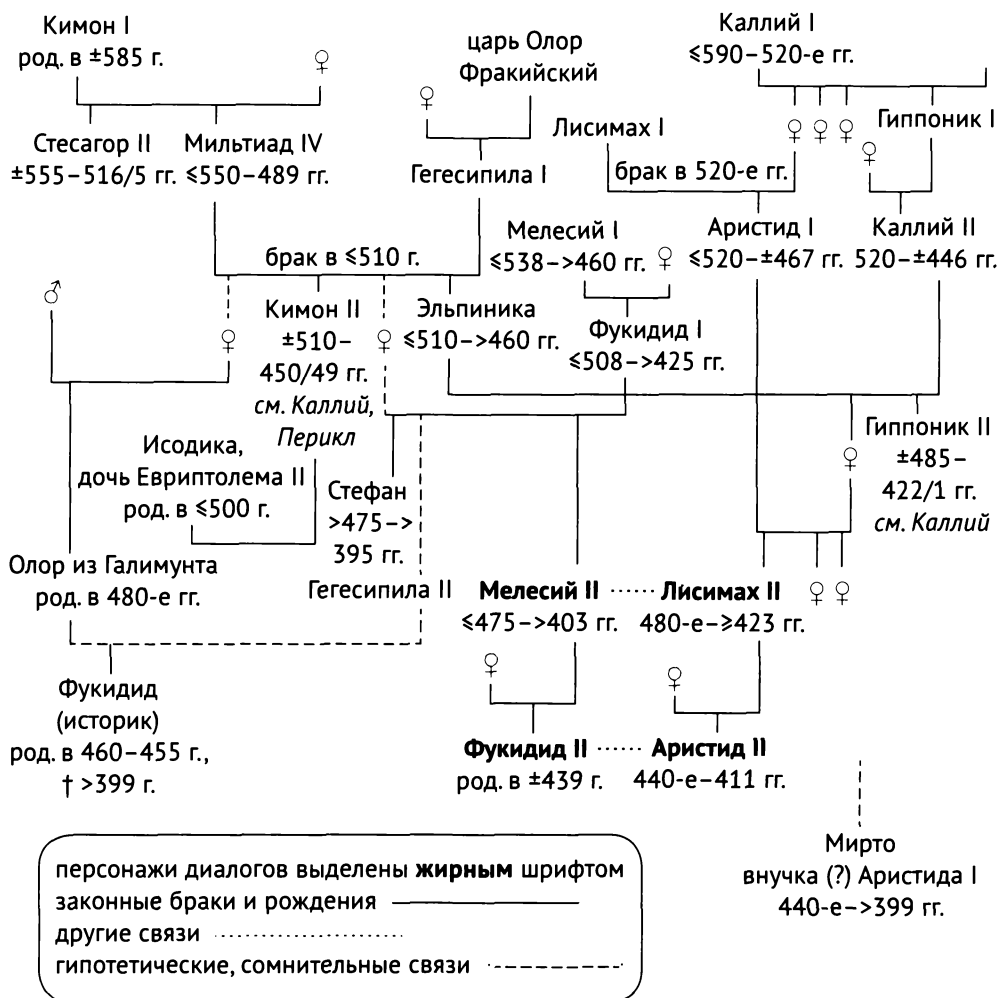 Кимон I
род. в ±585 г.
♀
царь Олор
Фракийский
♀
Каллий I
≤590–520-е гг.
♀ ♀ ♀
Гиппоник I
♀
Стесагор II
±555–516/5 гг.
Мильтиад IV
≤550–489 гг.
Гегесипила I
Лисимах I
брак в 520-е гг.
Мелесий I
≤538–>460 гг.
♀
Аристид I
≤520–±467 гг.
Каллий II
520–±446 гг.
брак в ≤510 г.
♂
♀
Кимон II
±510–
450/49 гг.
см. Каллий,
Перикл
♀
Эльпиника
≤510–>460 гг.
Фукидид I
≤508–>425 гг.
♀
Гиппоник II
±485–
422/1 гг.
см. Каллий
Исодика,
дочь Евриптолема II
род. в ≤500 г.
Стефан
>475–>
395 гг.
Олор из Галимунта
род. в 480-е гг.
Гегесипила II
Мелесий II ...... Лисимах II
≤475–>403 гг.
480-е–≥423 гг.
♀ ♀
♀
♀
Фукидид
(историк)
род. в 460–455 г.,
† >399 г.
Фукидид II ...... Аристид II
род. в ±439 г.
440-е–411 гг.
Мирто
внучка (?) Аристида I
440-е–>399 гг.
персонажи диалогов выделены жирным шрифтом
законные браки и рождения
другие связи
гипотетические, сомнительные связи